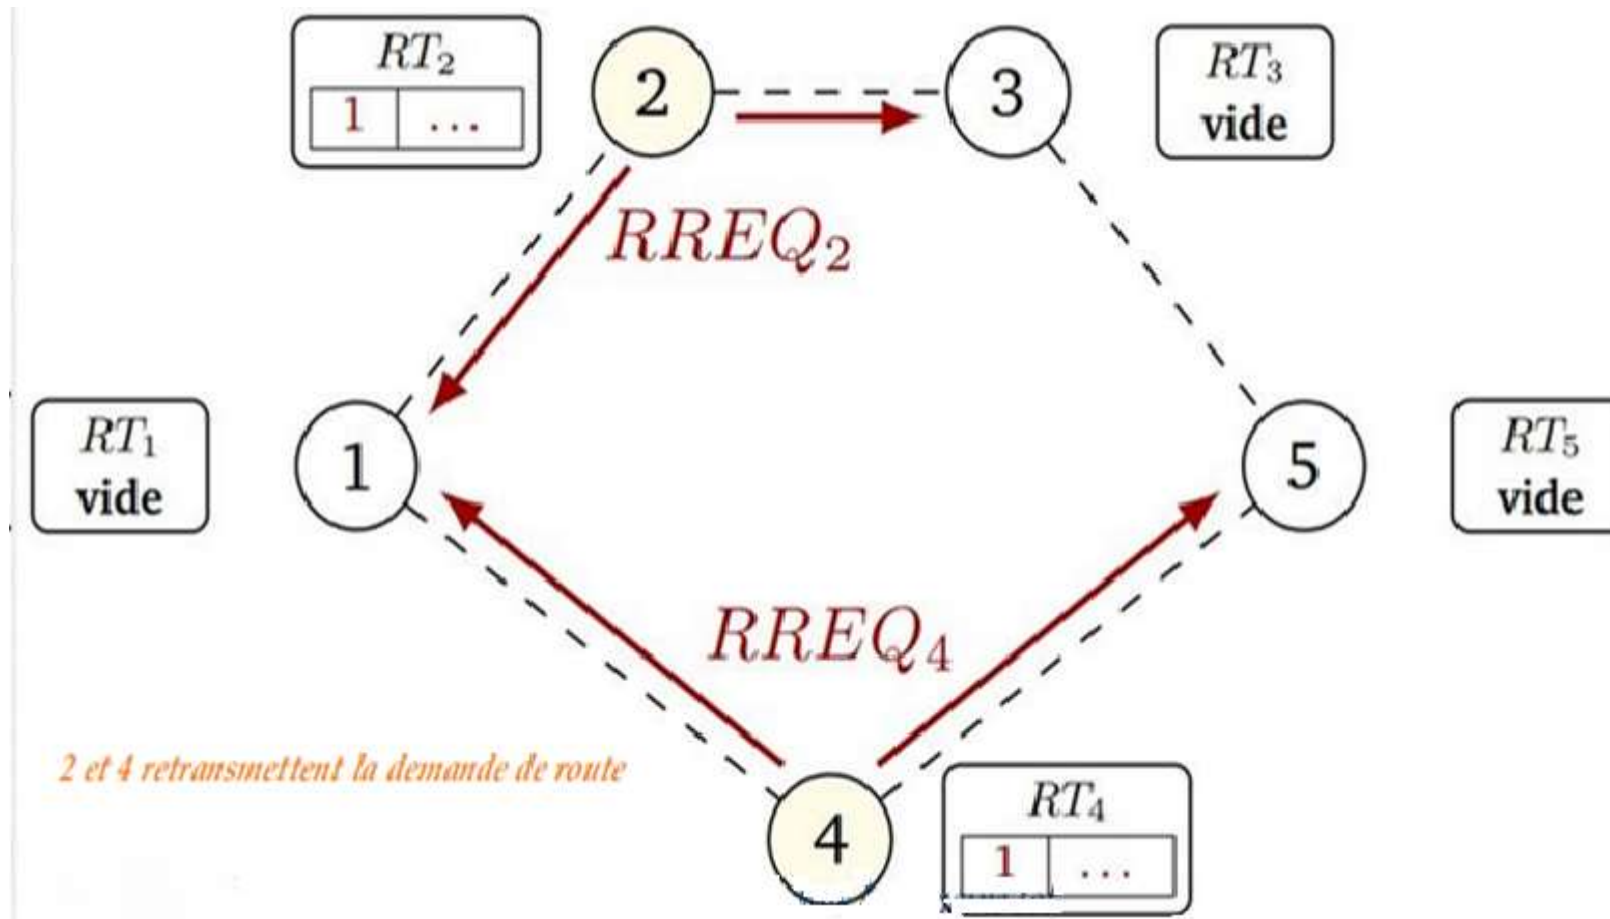 RT₂
1 ...
2
3
RT₃
vide
RREQ₂
RT₁
vide
1
5
RT₅
vide
RREQ₄
2 et 4 retransmettent la demande de route
4
RT₄
1 ...